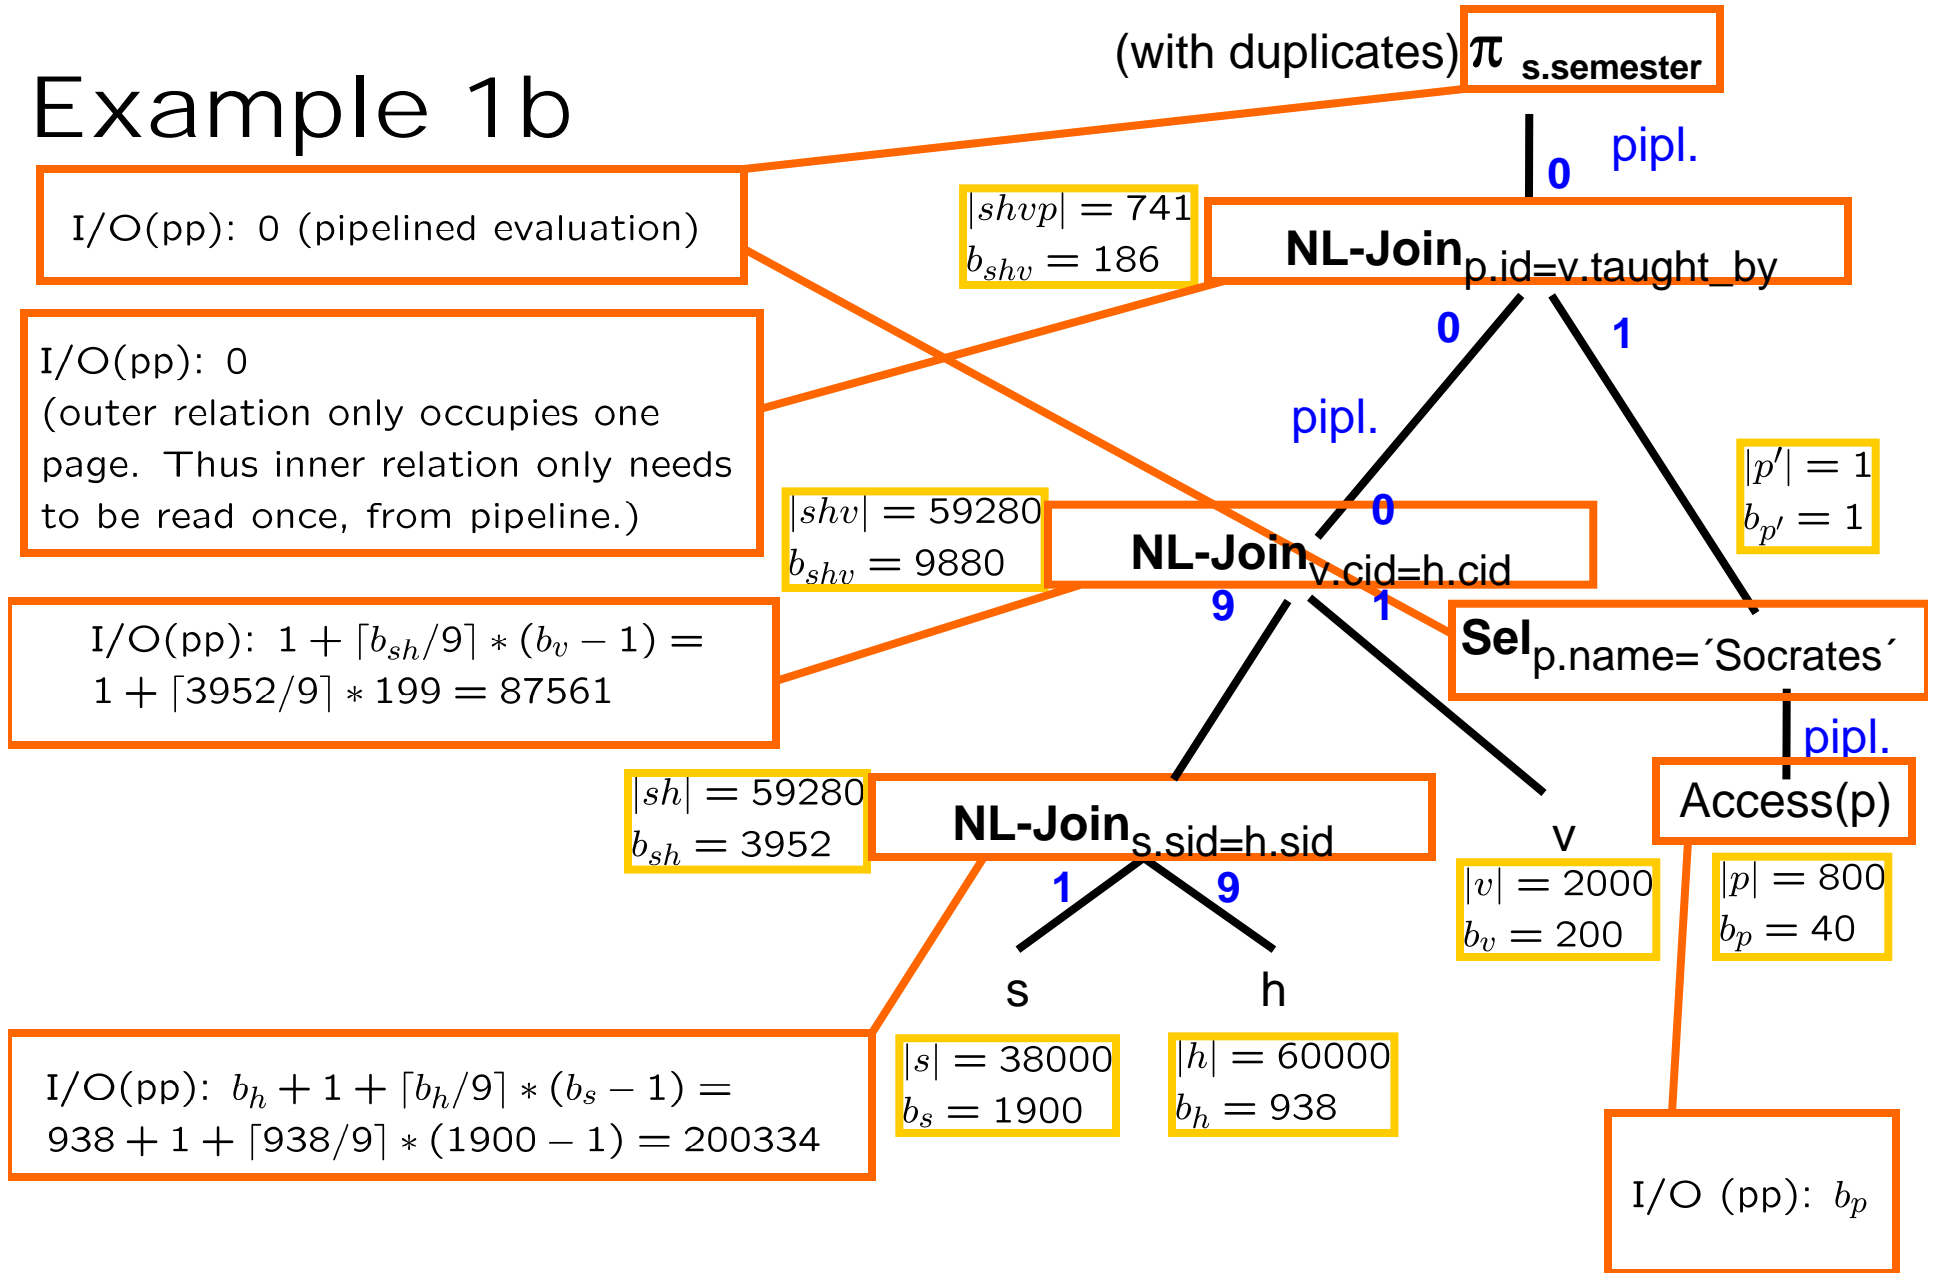 (with duplicates) π s.semester
Example 1b
pipl.
0
I/O(pp): 0 (pipelined evaluation)
|shvp| = 741
b_shv = 186
NL-Join p.id=v.taught_by
0 1
I/O(pp): 0
(outer relation only occupies one
page. Thus inner relation only needs
to be read once, from pipeline.)
pipl.
|p′| = 1
b_p′ = 1
|shv| = 59280
b_shv = 9880
0
NL-Join v.cid=h.cid
9 1
I/O(pp): 1 + ⌈b_sh/9⌉ ∗ (b_v − 1) =
1 + ⌈3952/9⌉ ∗ 199 = 87561
Sel p.name=´Socrates´
pipl.
|sh| = 59280
b_sh = 3952
NL-Join s.sid=h.sid
1 9
v
Access(p)
|v| = 2000
b_v = 200
|p| = 800
b_p = 40
s h
|s| = 38000
b_s = 1900
|h| = 60000
b_h = 938
I/O(pp): b_h + 1 + ⌈b_h/9⌉ ∗ (b_s − 1) =
938 + 1 + ⌈938/9⌉ ∗ (1900 − 1) = 200334
I/O (pp): b_p